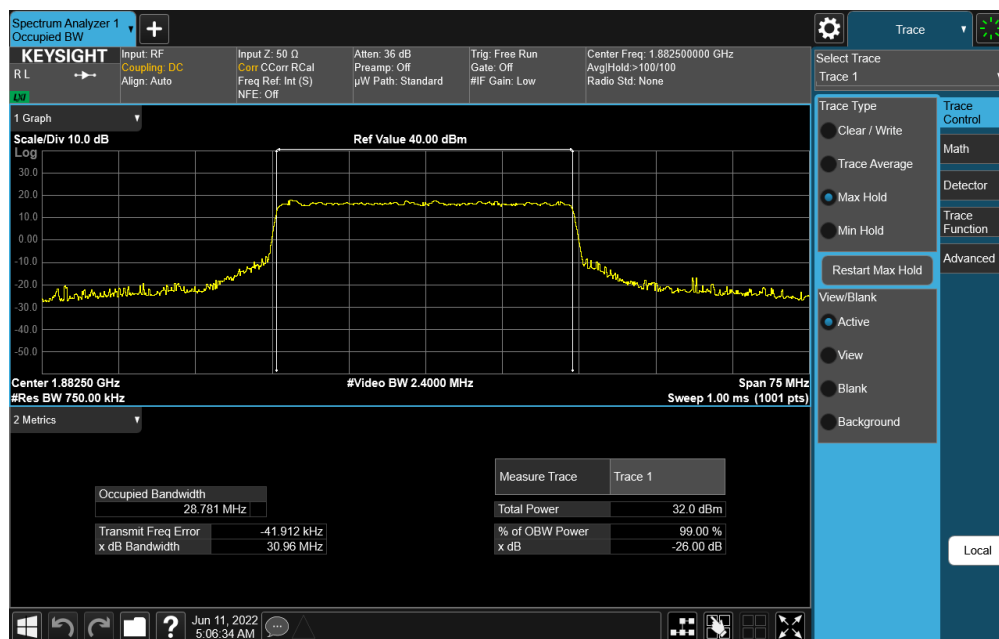 Spectrum Analyzer 1
Occupied BW
Trace
KEYSIGHT
R L
LXI
Input: RF
Coupling: DC
Align: Auto
Input Z: 50 Ω
Corr CCorr RCal
Freq Ref: Int (S)
NFE: Off
Atten: 36 dB
Preamp: Off
µW Path: Standard
Trig: Free Run
Gate: Off
#IF Gain: Low
Center Freq: 1.882500000 GHz
Avg|Hold:>100/100
Radio Std: None
Select Trace
Trace 1
1 Graph
Scale/Div 10.0 dB
Ref Value 40.00 dBm
Log
30.0
20.0
10.0
0.00
-10.0
-20.0
-30.0
-40.0
-50.0
Center 1.88250 GHz
#Video BW 2.4000 MHz
Span 75 MHz
#Res BW 750.00 kHz
Sweep 1.00 ms (1001 pts)
Trace Type
Clear / Write
Trace Average
Max Hold
Min Hold
Restart Max Hold
View/Blank
Active
View
Blank
Background
Trace
Control
Math
Detector
Trace
Function
Advanced
Local
2 Metrics
Occupied Bandwidth
28.781 MHz
Transmit Freq Error -41.912 kHz
x dB Bandwidth 30.96 MHz
Measure Trace Trace 1
Total Power 32.0 dBm
% of OBW Power 99.00 %
x dB -26.00 dB
?
Jun 11, 2022
5:06:34 AM